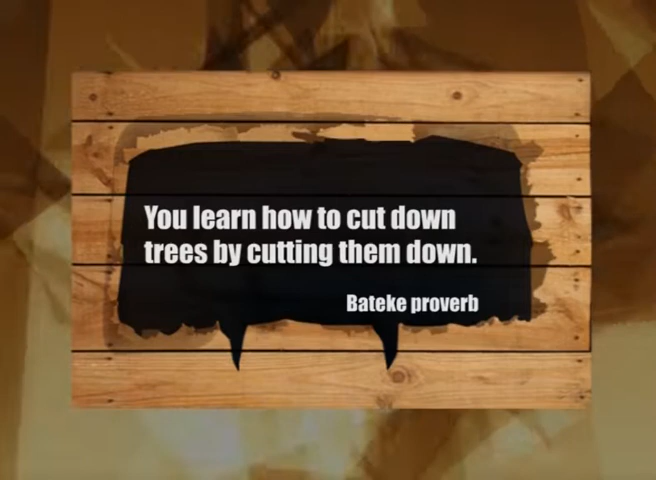 You learn how to cut down
trees by cutting them down.
Bateke proverb